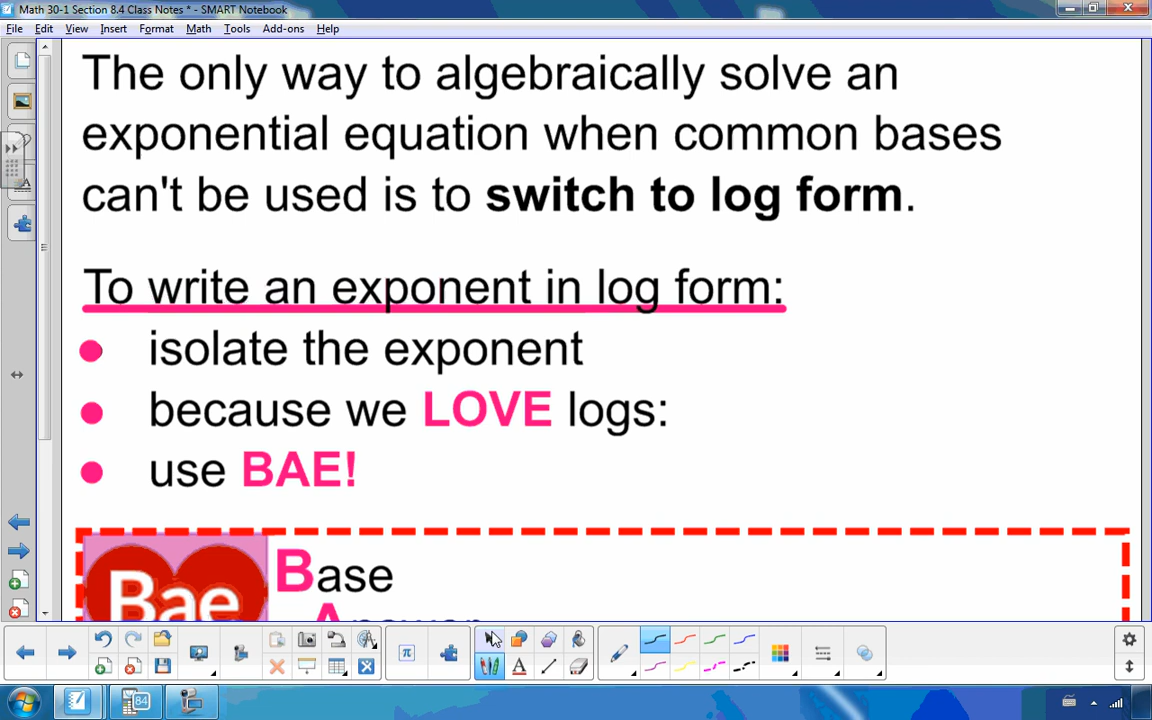 Math 30-1 Section 8.4 Class Notes * - SMART Notebook
File Edit View Insert Format Math Tools Add-ons Help
The only way to algebraically solve an
exponential equation when common bases
can't be used is to switch to log form.
To write an exponent in log form:
isolate the exponent
because we LOVE logs:
use BAE!
Bae
Base
Answer
π
A
84